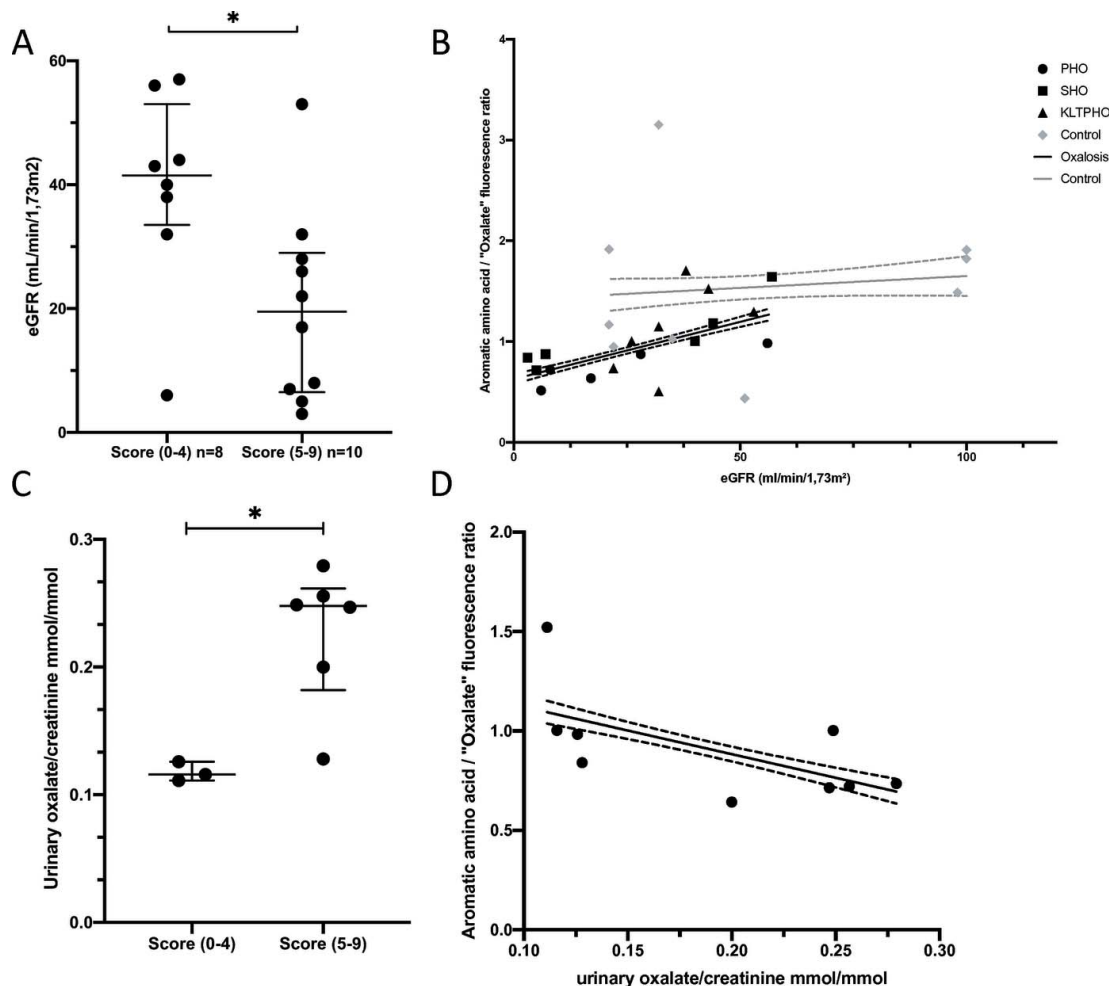 A
*
eGFR (mL/min/1,73m2)
60
40
20
0
Score (0-4) n=8
Score (5-9) n=10
B
Aromatic amino acid / "Oxalate" fluorescence ratio
4
3
2
1
0
0
50
100
eGFR (ml/min/1,73m²)
PHO
SHO
KLTPHO
Control
Oxalosis
Control
C
*
Urinary oxalate/creatinine mmol/mmol
0.3
0.2
0.1
0.0
Score (0-4)
Score (5-9)
D
Aromatic amino acid / "Oxalate" fluorescence ratio
2.0
1.5
1.0
0.5
0.0
0.10
0.15
0.20
0.25
0.30
urinary oxalate/creatinine mmol/mmol